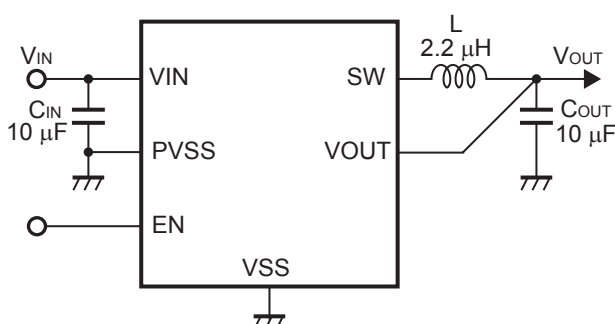 L
2.2 μH
VIN
VOUT
VIN
SW
CIN
10 μF
COUT
10 μF
PVSS
VOUT
EN
VSS